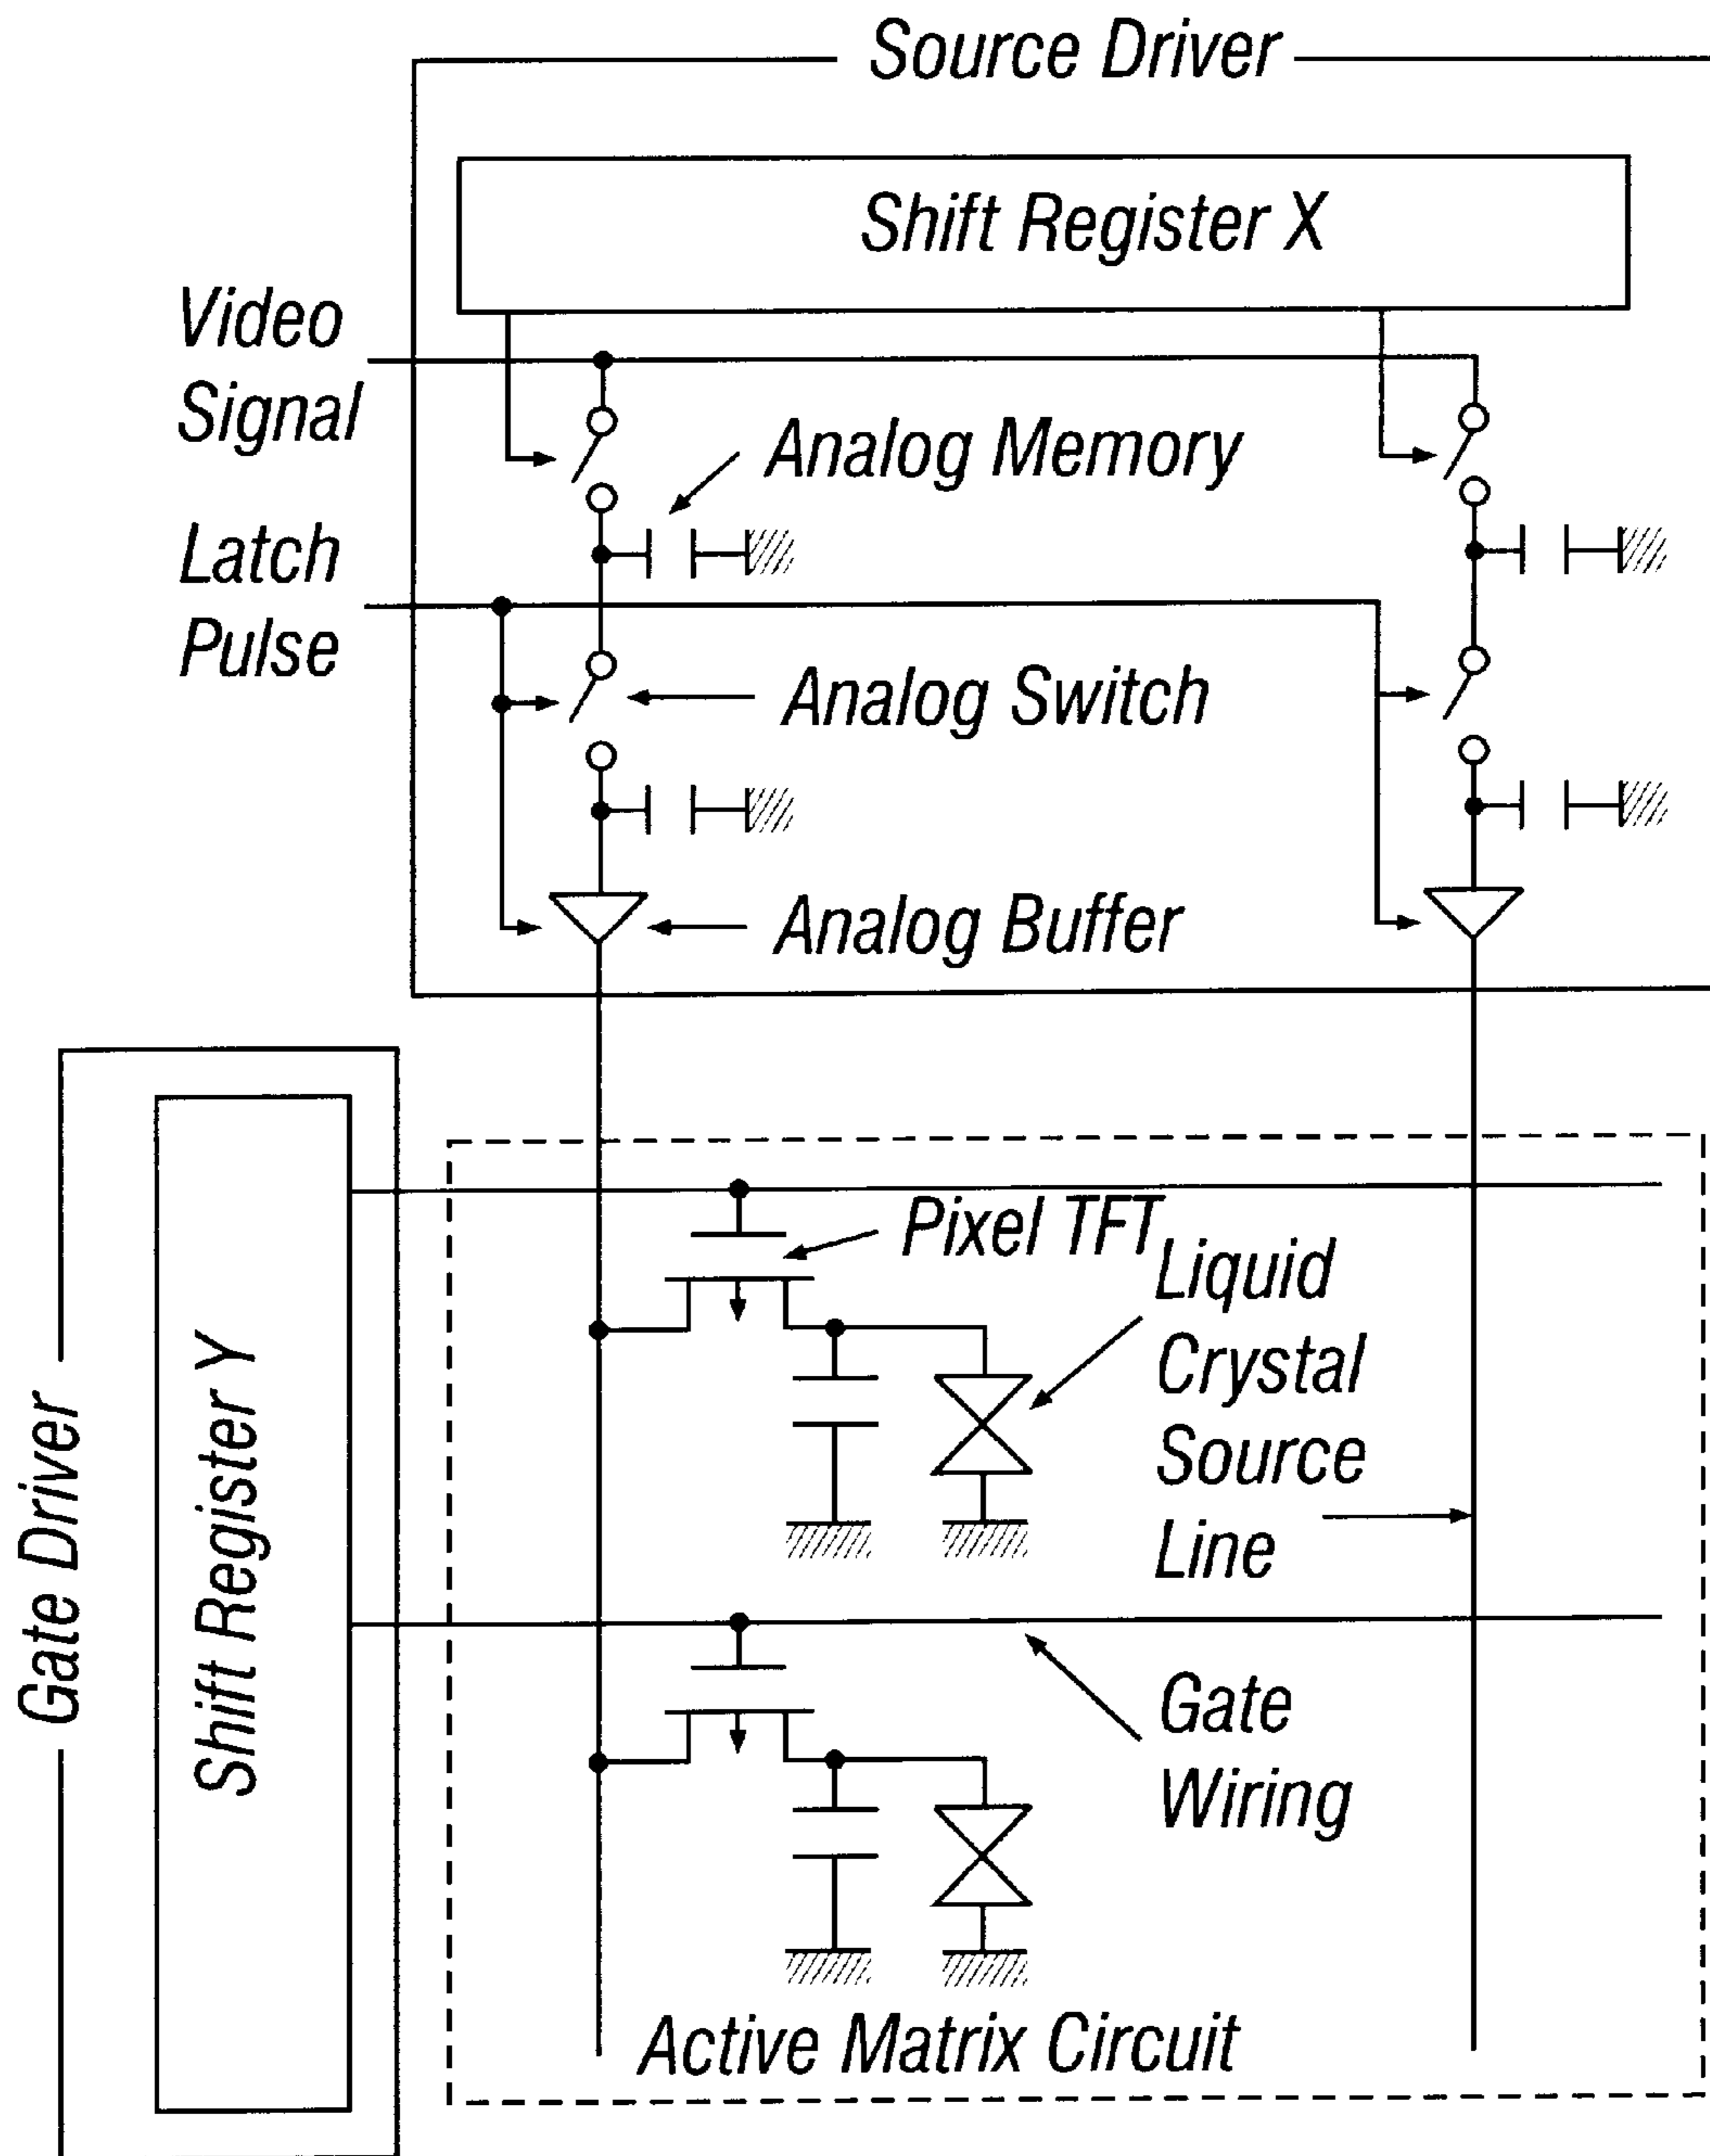 Source Driver
Shift Register X
Video
Signal
Analog Memory
Latch
Pulse
Analog Switch
Analog Buffer
Gate Driver
Shift Register Y
Pixel TFT
Liquid
Crystal
Source
Line
Gate
Wiring
Active Matrix Circuit